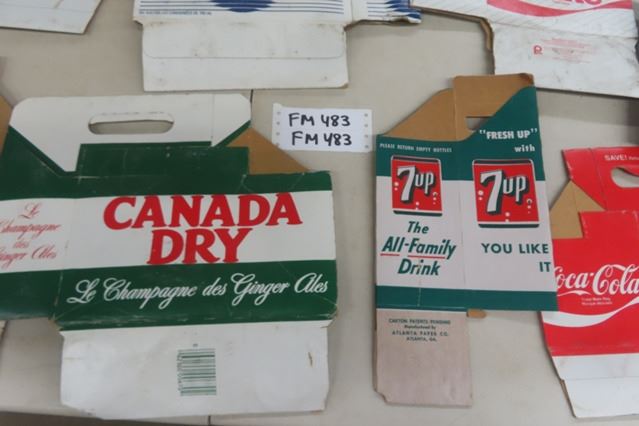 FM 483
FM 483
Le
Champagne
des
Ginger Ales
CANADA
DRY
Le Champagne des Ginger Ales
PLEASE RETURN EMPTY BOTTLES
"FRESH UP"
with
7up
7up
The
All-Family
Drink
YOU LIKE
IT
CARTON PATENTS PENDING
Manufactured by
ATLANTA PAPER CO.
ATLANTA, GA.
SAVE!
Coca-Cola